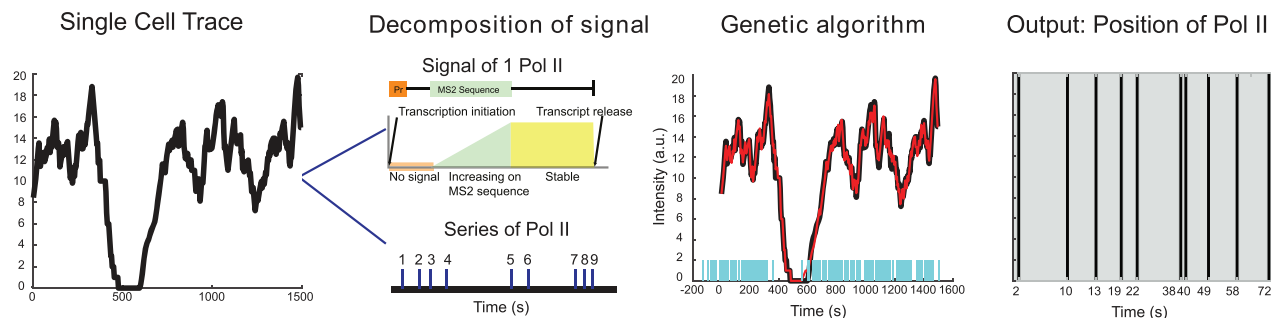 Single Cell Trace
20
18
16
14
12
10
8
6
4
2
0
0 500 1000 1500
Decomposition of signal
Signal of 1 Pol II
Pr MS2 Sequence
Transcription initiation Transcript release
No signal Increasing on MS2 sequence Stable
Series of Pol II
1 2 3 4 5 6 7 8 9
Time (s)
Genetic algorithm
Intensity (a.u.)
20
18
16
14
12
10
8
6
4
2
0
-200 0 200 400 600 800 1000 1200 1400 1600
Time (s)
Output: Position of Pol II
2 10 13 19 22 38 40 49 58 72
Time (s)